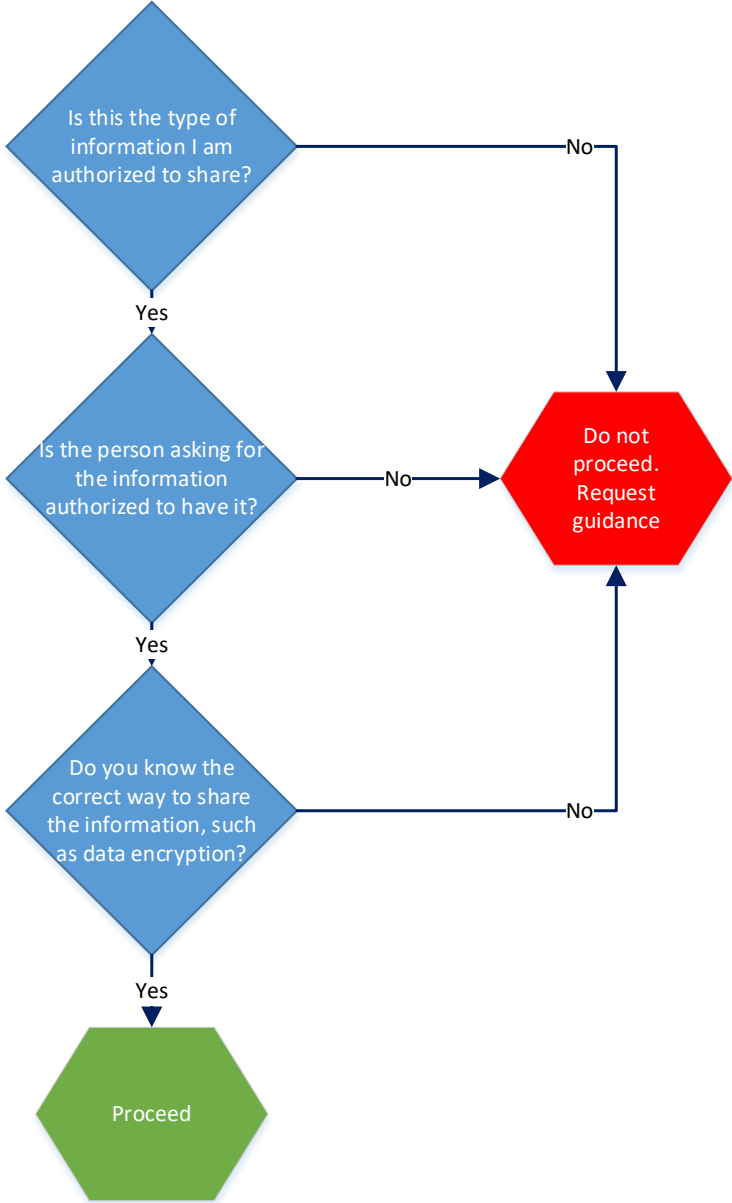 Is this the type of
information I am
authorized to share?
No
Yes
Is the person asking for
the information
authorized to have it?
No
Do not
proceed.
Request
guidance
Yes
Do you know the
correct way to share
the information, such
as data encryption?
No
Yes
Proceed